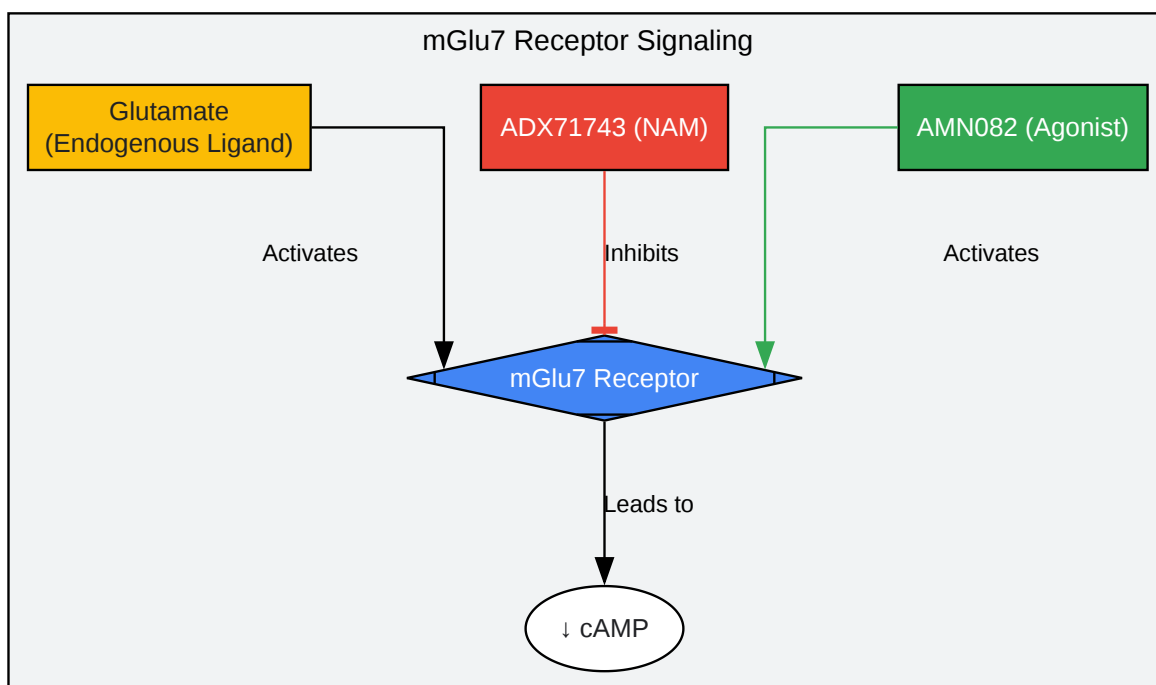 mGlu7 Receptor Signaling
Glutamate
(Endogenous Ligand)
ADX71743 (NAM)
AMN082 (Agonist)
Activates
Inhibits
Activates
mGlu7 Receptor
Leads to
↓ cAMP